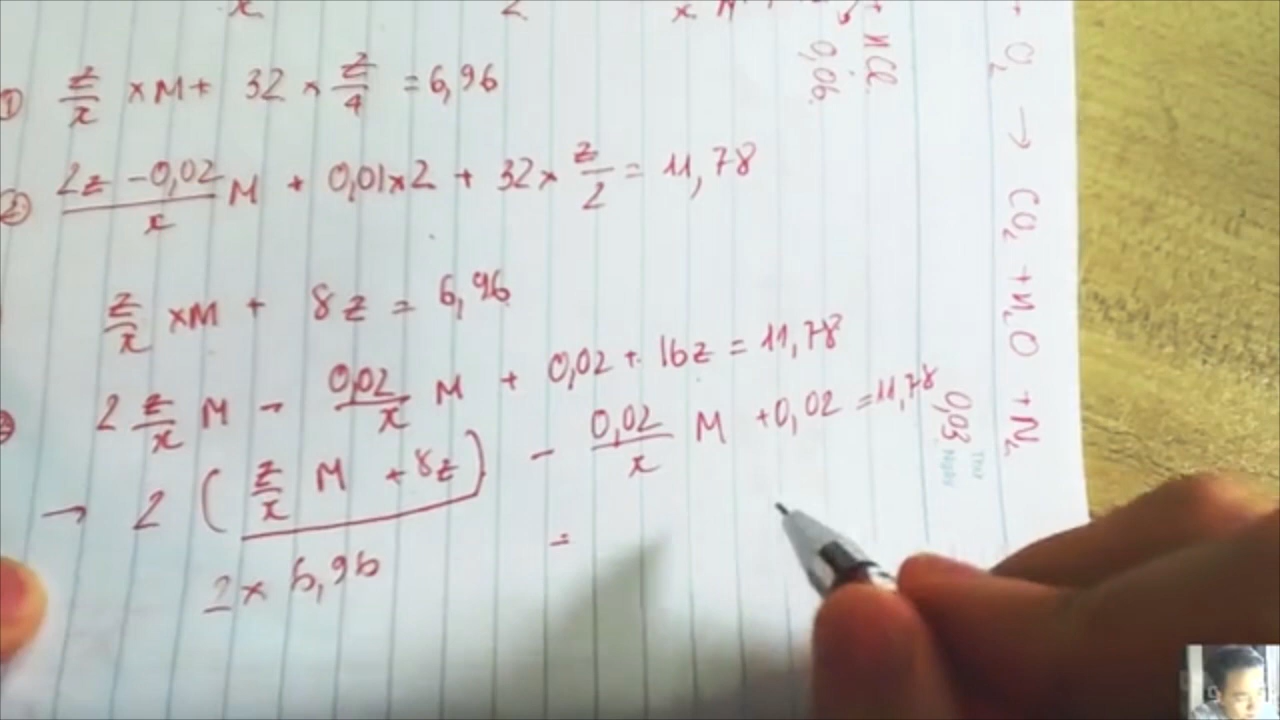 ① z/x × M + 32 × z/4 = 6,96
② (2z - 0,02)/x M + 0,01×2 + 32× z/2 = 11,78
z/x ×M + 8z = 6,96
2 z/x M - 0,02/x M + 0,02 + 16z = 11,78
→ 2 ( z/x M + 8z ) - 0,02/x M + 0,02 = 11,78
2 × 6,96 =
+ HCl
0,06
+ O₂ → CO₂ + H₂O + N₂
0,03
Thứ
Ngày